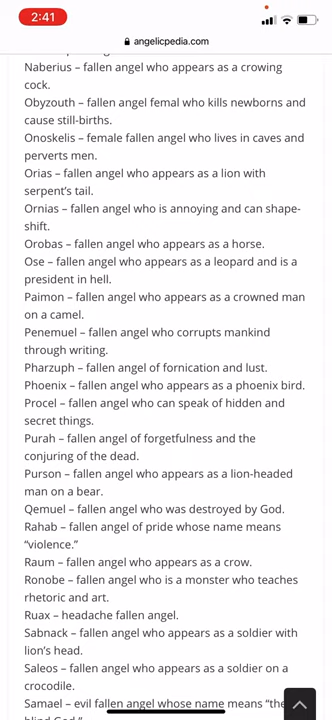 2:41
angelicpedia.com
Naberius – fallen angel who appears as a crowing
cock.
Obyzouth – fallen angel femal who kills newborns and
cause still-births.
Onoskelis – female fallen angel who lives in caves and
perverts men.
Orias – fallen angel who appears as a lion with
serpent's tail.
Ornias – fallen angel who is annoying and can shape-
shift.
Orobas – fallen angel who appears as a horse.
Ose – fallen angel who appears as a leopard and is a
president in hell.
Paimon – fallen angel who appears as a crowned man
on a camel.
Penemuel – fallen angel who corrupts mankind
through writing.
Pharzuph – fallen angel of fornication and lust.
Phoenix – fallen angel who appears as a phoenix bird.
Procel – fallen angel who can speak of hidden and
secret things.
Purah – fallen angel of forgetfulness and the
conjuring of the dead.
Purson – fallen angel who appears as a lion-headed
man on a bear.
Qemuel – fallen angel who was destroyed by God.
Rahab – fallen angel of pride whose name means
“violence.”
Raum – fallen angel who appears as a crow.
Ronobe – fallen angel who is a monster who teaches
rhetoric and art.
Ruax – headache fallen angel.
Sabnack – fallen angel who appears as a soldier with
lion's head.
Saleos – fallen angel who appears as a soldier on a
crocodile.
Samael – evil fallen angel whose name means “the
blind God.”